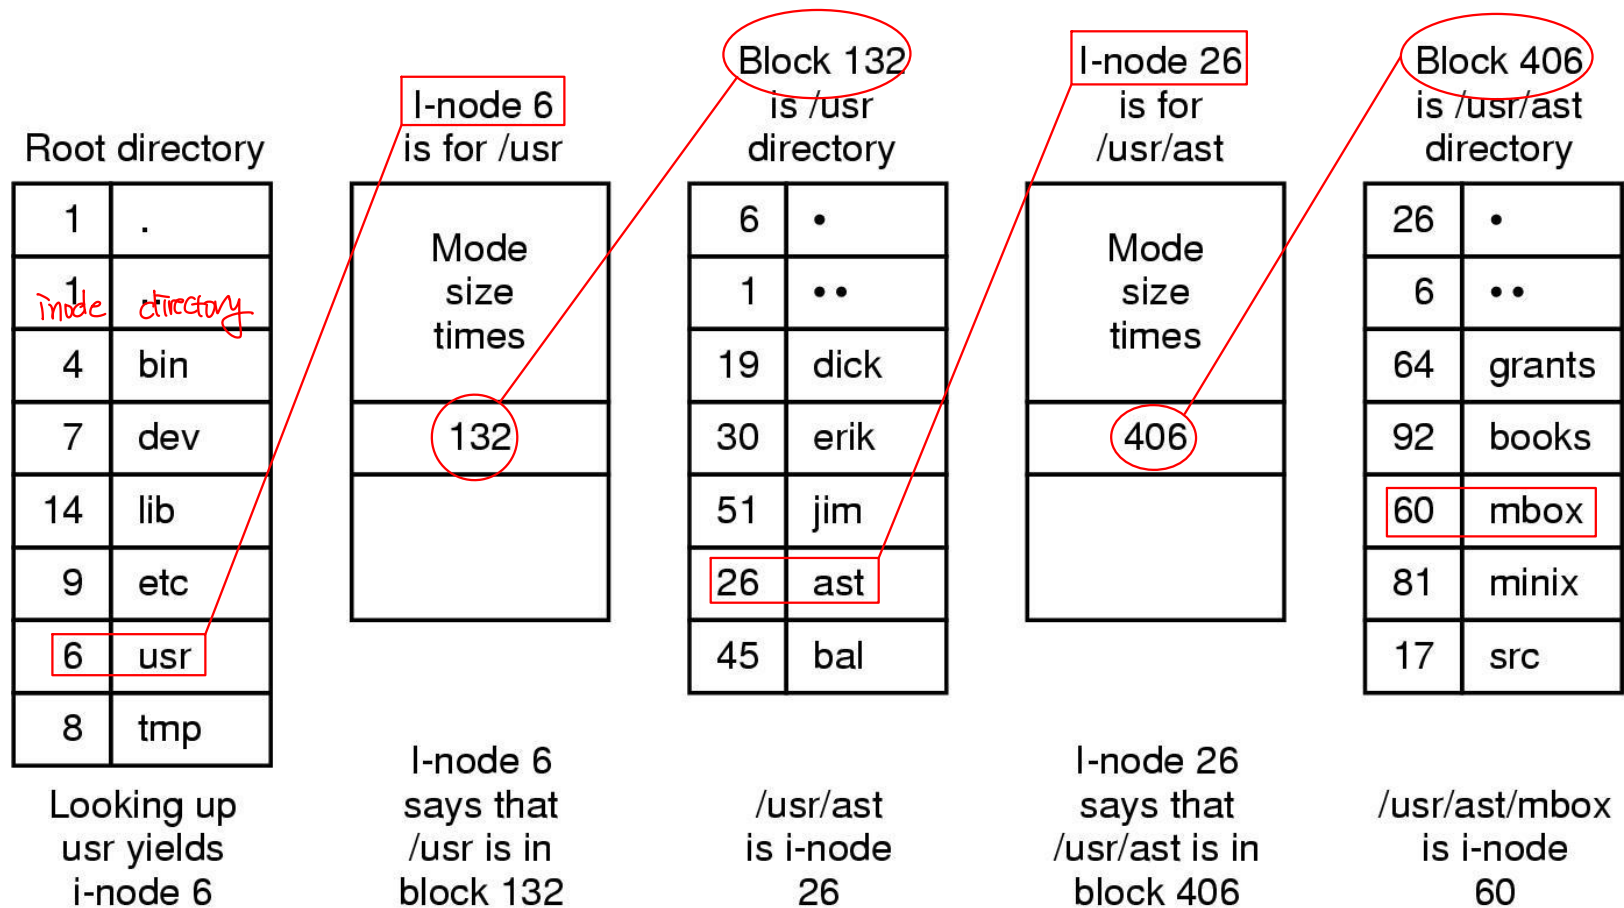 Root directory
1 .
1 ..
inode directory
4 bin
7 dev
14 lib
9 etc
6 usr
8 tmp
Looking up
usr yields
i-node 6
I-node 6
is for /usr
Mode
size
times
132
I-node 6
says that
/usr is in
block 132
Block 132
is /usr
directory
6 •
1 ••
19 dick
30 erik
51 jim
26 ast
45 bal
/usr/ast
is i-node
26
I-node 26
is for
/usr/ast
Mode
size
times
406
I-node 26
says that
/usr/ast is in
block 406
Block 406
is /usr/ast
directory
26 •
6 ••
64 grants
92 books
60 mbox
81 minix
17 src
/usr/ast/mbox
is i-node
60